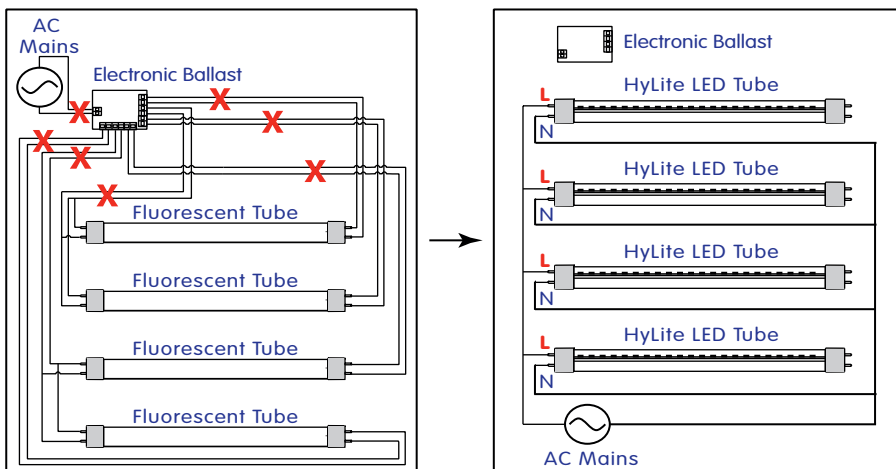 AC
Mains
Electronic Ballast
X
X
X
X
X
X
X
Fluorescent Tube
Fluorescent Tube
Fluorescent Tube
Fluorescent Tube
Electronic Ballast
HyLite LED Tube
L
N
HyLite LED Tube
L
N
HyLite LED Tube
L
N
HyLite LED Tube
L
N
AC Mains